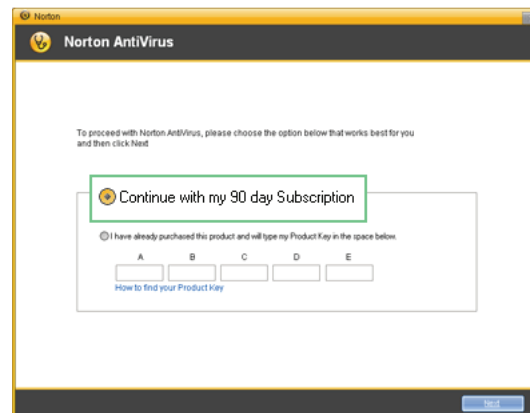 Norton
Norton AntiVirus
To proceed with Norton AntiVirus, please choose the option below that works best for you
and then click Next
Continue with my 90 day Subscription
I have already purchased this product and will type my Product Key in the space below.
A B C D E
How to find your Product Key
Next